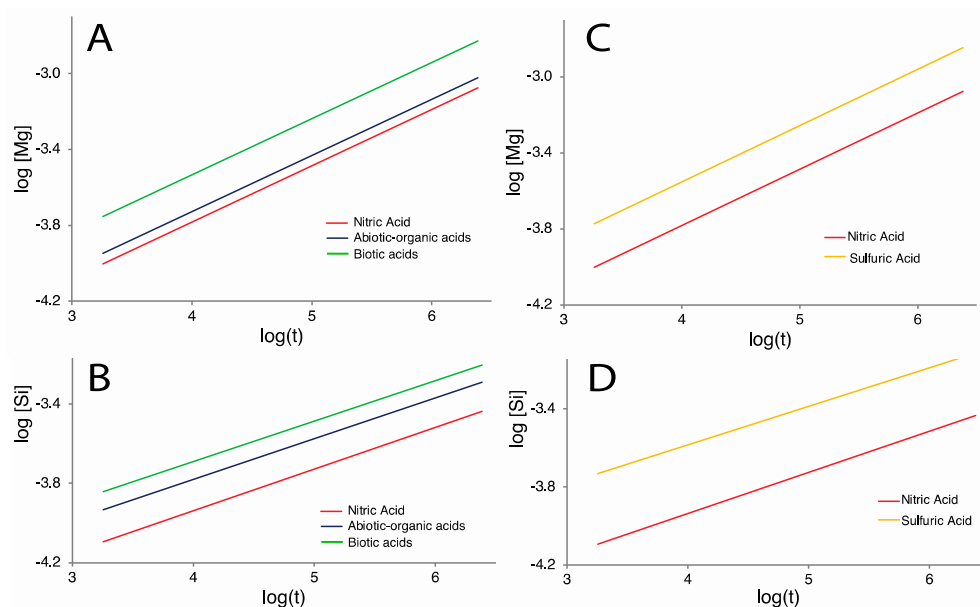 A
log [Mg]
-3.0
-3.4
-3.8
-4.2
Nitric Acid
Abiotic-organic acids
Biotic acids
3 4 5 6
log(t)
C
log [Mg]
-3.0
-3.4
-3.8
-4.2
Nitric Acid
Sulfuric Acid
3 4 5 6
log(t)
B
log [Si]
-3.4
-3.8
-4.2
Nitric Acid
Abiotic-organic acids
Biotic acids
3 4 5 6
log(t)
D
log [Si]
-3.4
-3.8
-4.2
Nitric Acid
Sulfuric Acid
3 4 5 6
log(t)